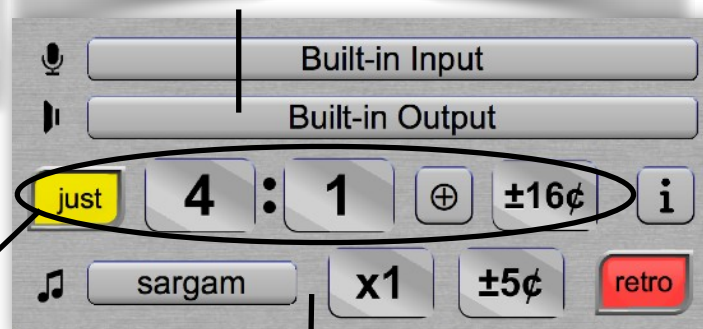 Built-in Input
Built-in Output
just 4 : 1 ⊕ ±16¢ i
sargam x1 ±5¢ retro